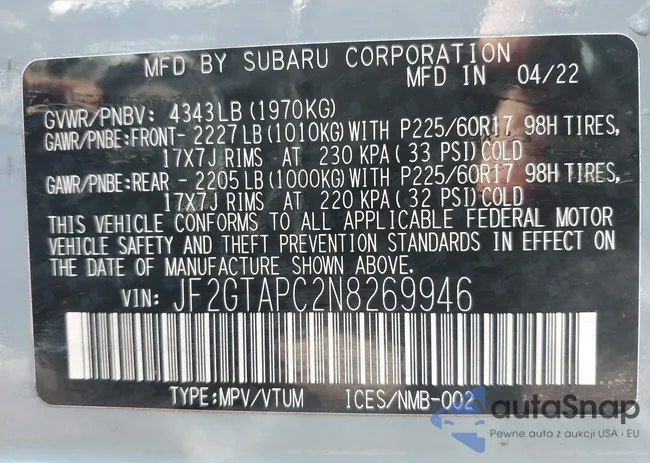 MFD BY SUBARU CORPORATION
MFD IN 04/22
GVWR/PNBV: 4343LB (1970KG)
GAWR/PNBE:FRONT- 2227LB (1010KG) WITH P225/60R17 98H TIRES,
17X7J RIMS AT 230 KPA( 33 PSI) COLD
GAWR/PNBE:REAR - 2205LB (1000KG) WITH P225/60R17 98H TIRES,
17X7J RIMS AT 220 KPA( 32 PSI) COLD
THIS VEHICLE CONFORMS TO ALL APPLICABLE FEDERAL MOTOR
VEHICLE SAFETY AND THEFT PREVENTION STANDARDS IN EFFECT ON
THE DATE OF MANUFACTURE SHOWN ABOVE.
VIN: JF2GTAPC2N8269946
TYPE:MPV/VTUM ICES/NMB-002
autaSnap
Pewne auta z aukcji USA i EU